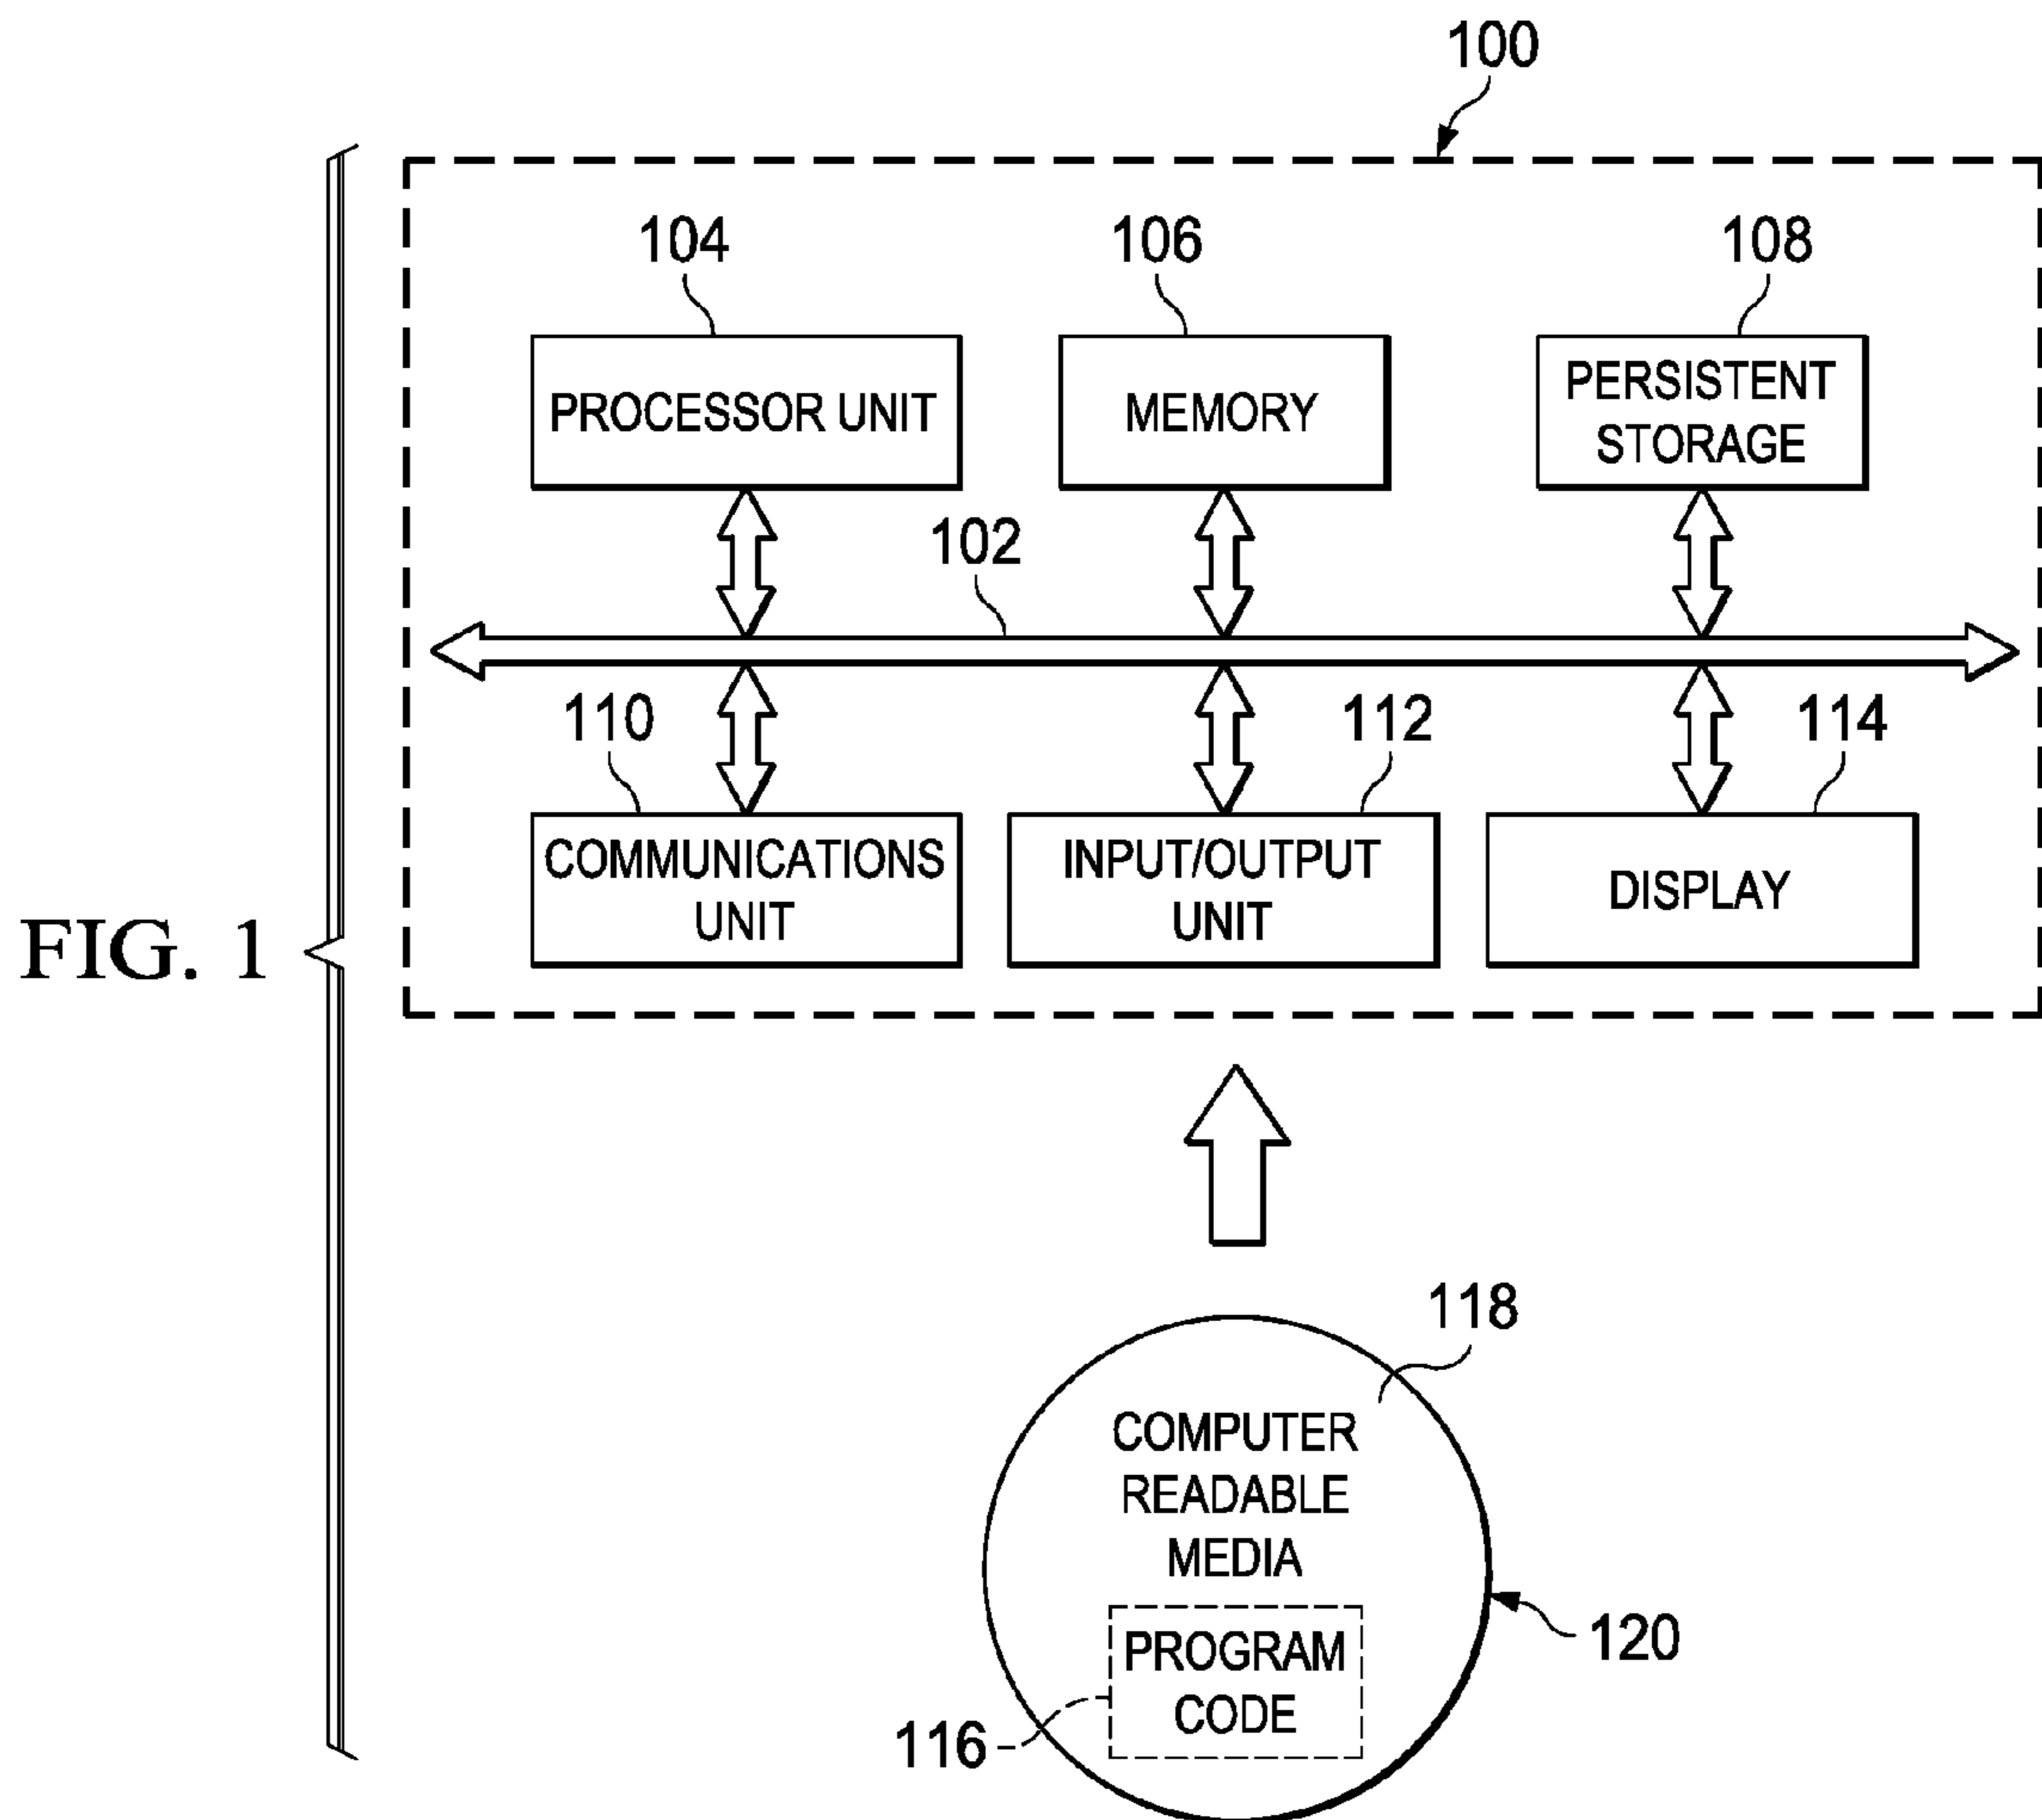 100
104
106
108
PROCESSOR UNIT
MEMORY
PERSISTENT
STORAGE
102
110
112
114
COMMUNICATIONS
UNIT
INPUT/OUTPUT
UNIT
DISPLAY
FIG. 1
118
COMPUTER
READABLE
MEDIA
120
PROGRAM
CODE
116